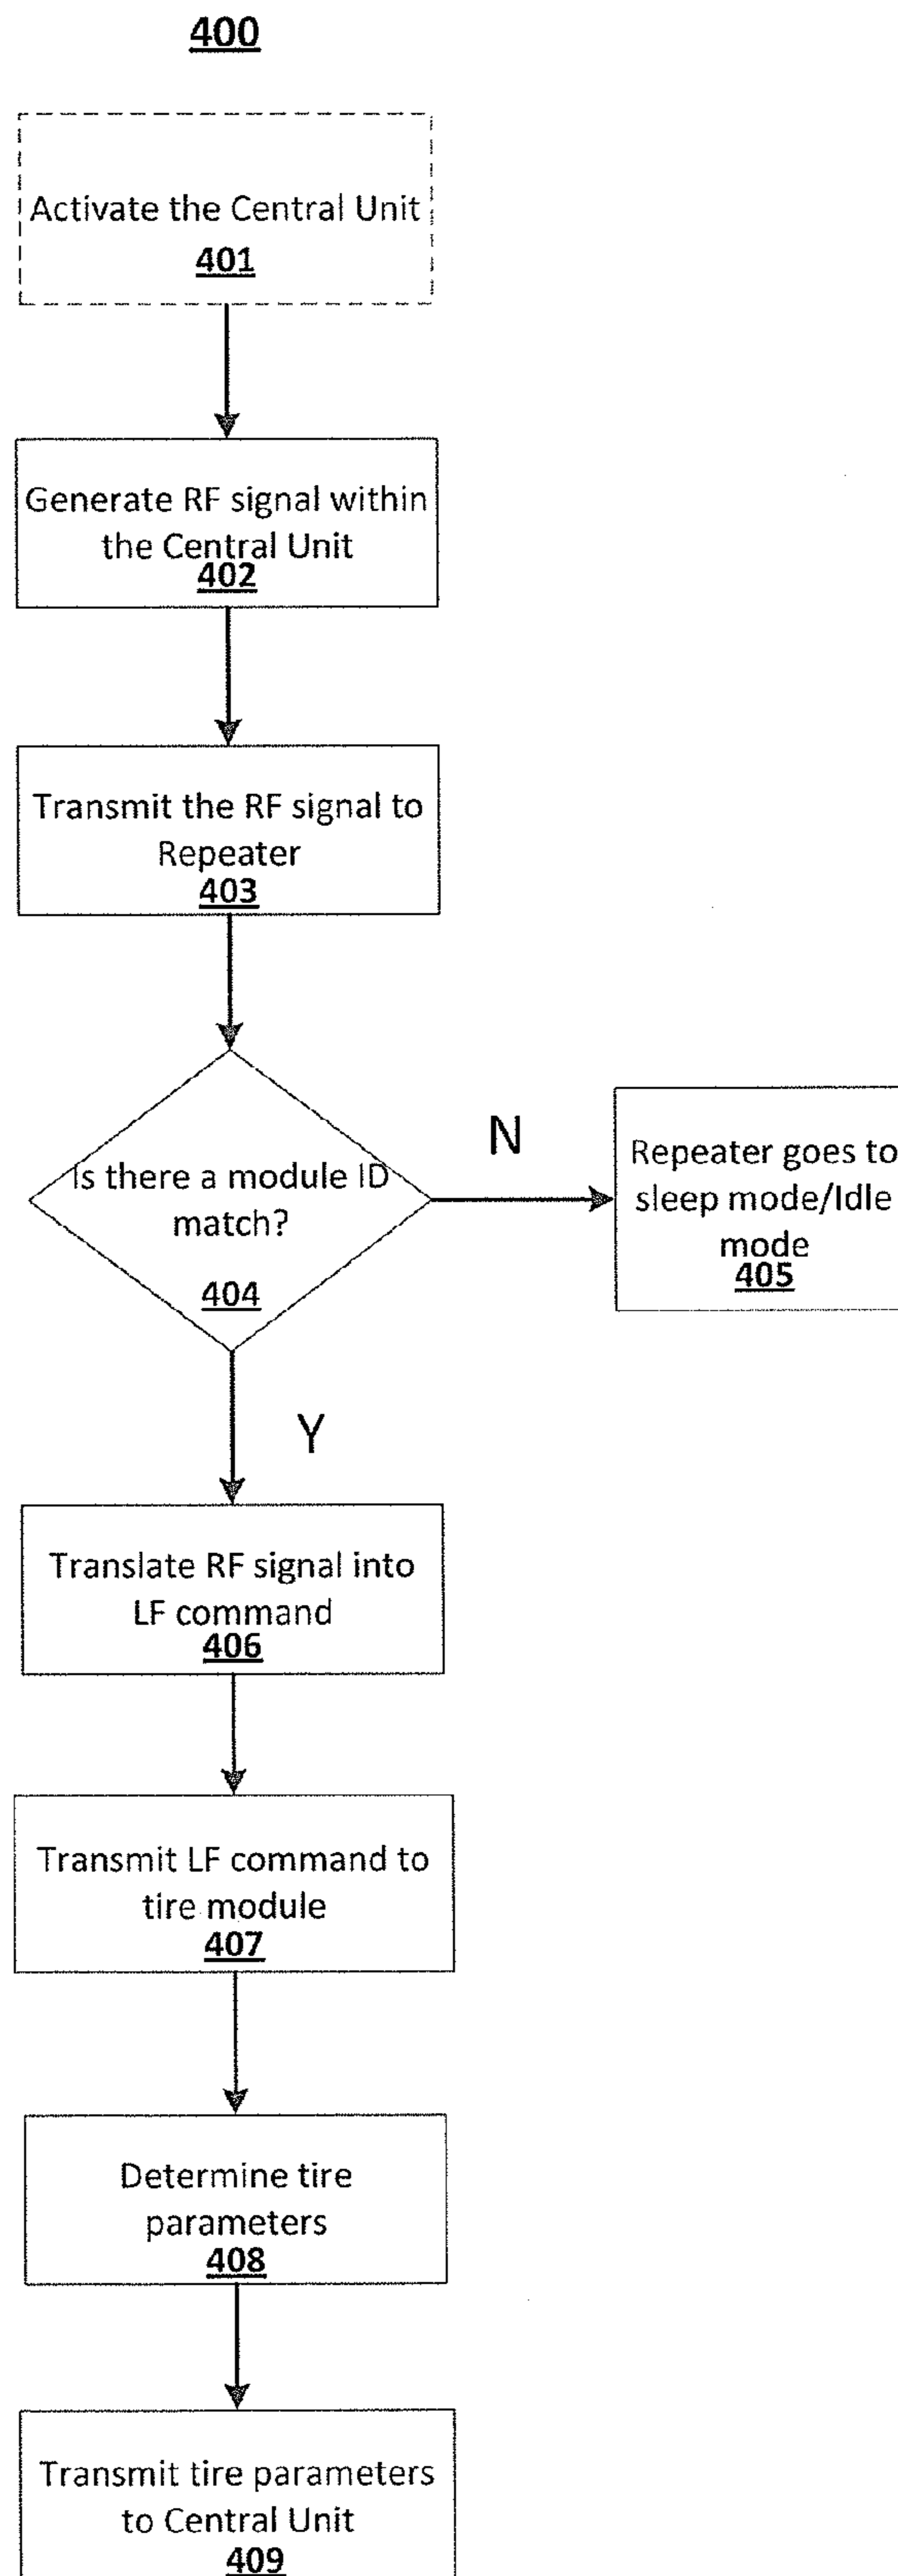 400
Activate the Central Unit
401
Generate RF signal within
the Central Unit
402
Transmit the RF signal to
Repeater
403
Is there a module ID
match?
404
N
Repeater goes to
sleep mode/Idle
mode
405
Y
Translate RF signal into
LF command
406
Transmit LF command to
tire module
407
Determine tire
parameters
408
Transmit tire parameters
to Central Unit
409